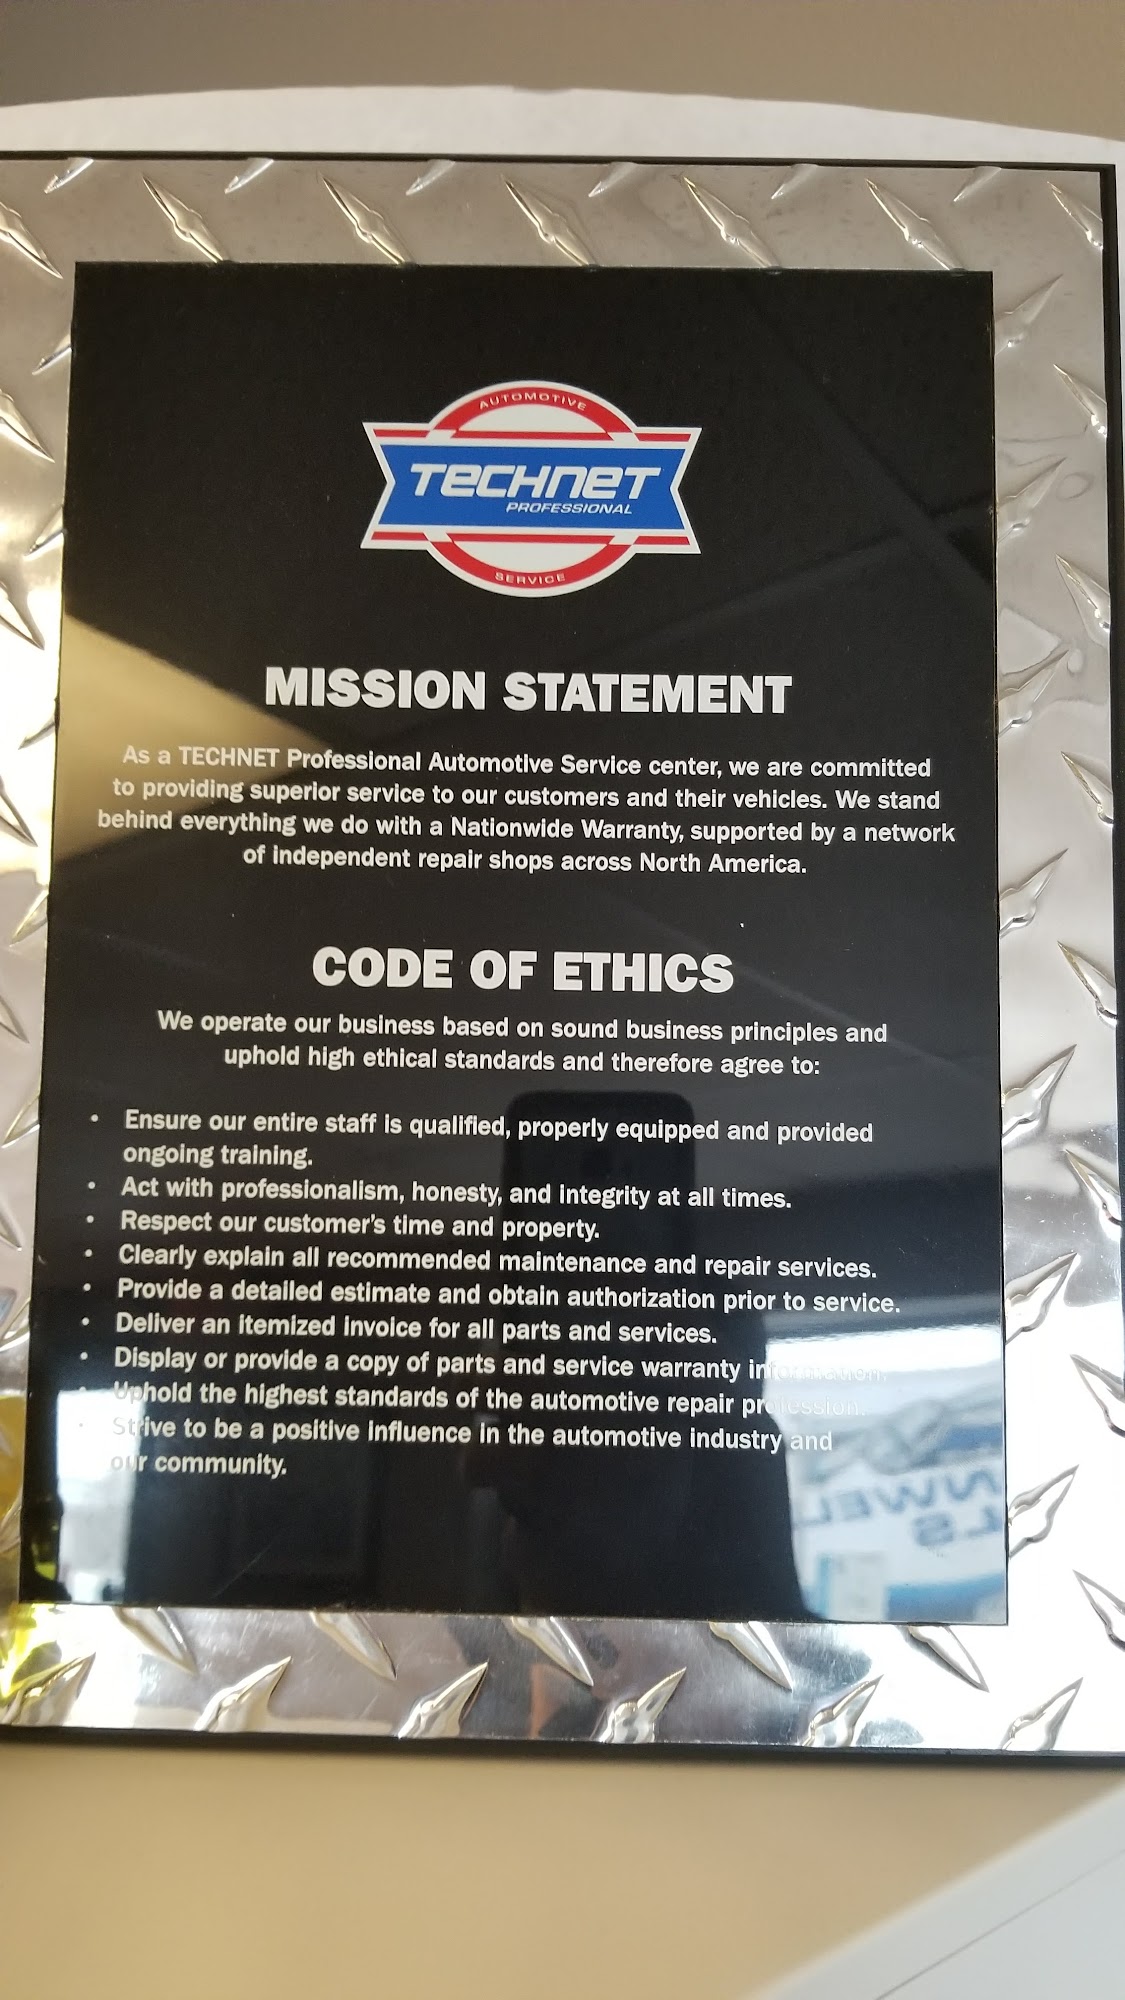 AUTOMOTIVE
TECHNET
PROFESSIONAL
SERVICE
MISSION STATEMENT
As a TECHNET Professional Automotive Service center, we are committed
to providing superior service to our customers and their vehicles. We stand
behind everything we do with a Nationwide Warranty, supported by a network
of independent repair shops across North America.
CODE OF ETHICS
We operate our business based on sound business principles and
uphold high ethical standards and therefore agree to:
• Ensure our entire staff is qualified, properly equipped and provided
ongoing training.
• Act with professionalism, honesty, and integrity at all times.
• Respect our customer's time and property.
• Clearly explain all recommended maintenance and repair services.
• Provide a detailed estimate and obtain authorization prior to service.
• Deliver an itemized invoice for all parts and services.
• Display or provide a copy of parts and service warranty information.
• Uphold the highest standards of the automotive repair profession.
• Strive to be a positive influence in the automotive industry and
our community.